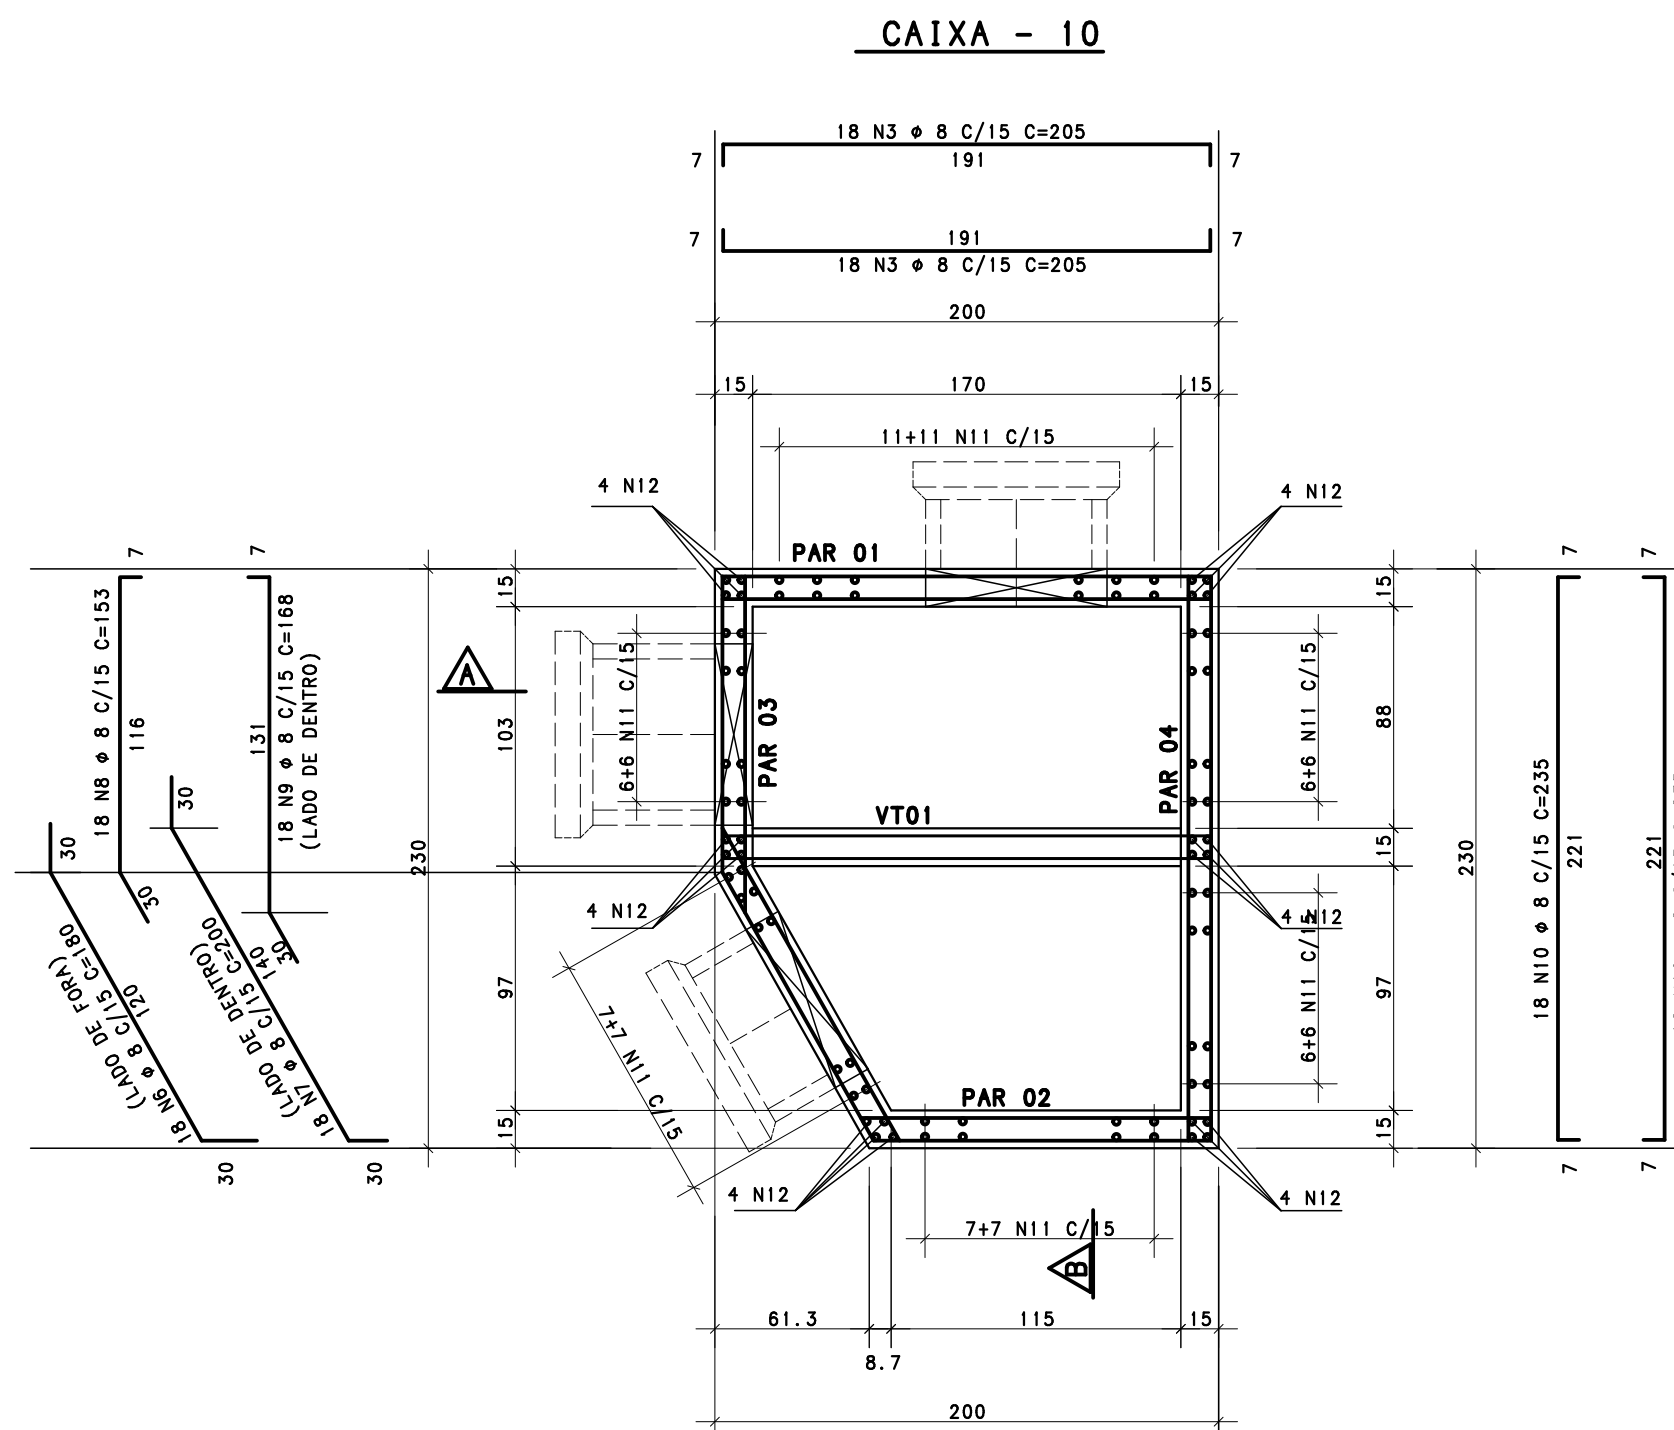 CAIXA - 10
18 N3 φ 8 C/15 C=205
7
191
7
7
191
7
18 N3 φ 8 C/15 C=205
200
15
170
15
11+11 N11 C/15
4 N12
4 N12
PAR 01
7
7
18 N8 φ 8 C/15 C=153
116
30
131
18 N9 φ 8 C/15 C=168
(LADO DE DENTRO)
30
30
30
(LADO DE FORA)
18 N6 φ 8 C/15 C=180
120
30
(LADO DE DENTRO)
18 N7 φ 8 C/15 C=200
140
30
230
15
103
97
15
A
6+6 N11 C/15
PAR 03
PAR 04
VT01
6+6 N11 C/15
6+6 N11 C/15
15
88
15
97
15
230
4 N12
4 N12
7+7 N11 C/15
PAR 02
4 N12
4 N12
7+7 N11 C/15
B
61.3
115
15
8.7
200
7
7
18 N10 φ 8 C/15 C=235
221
221
7
7